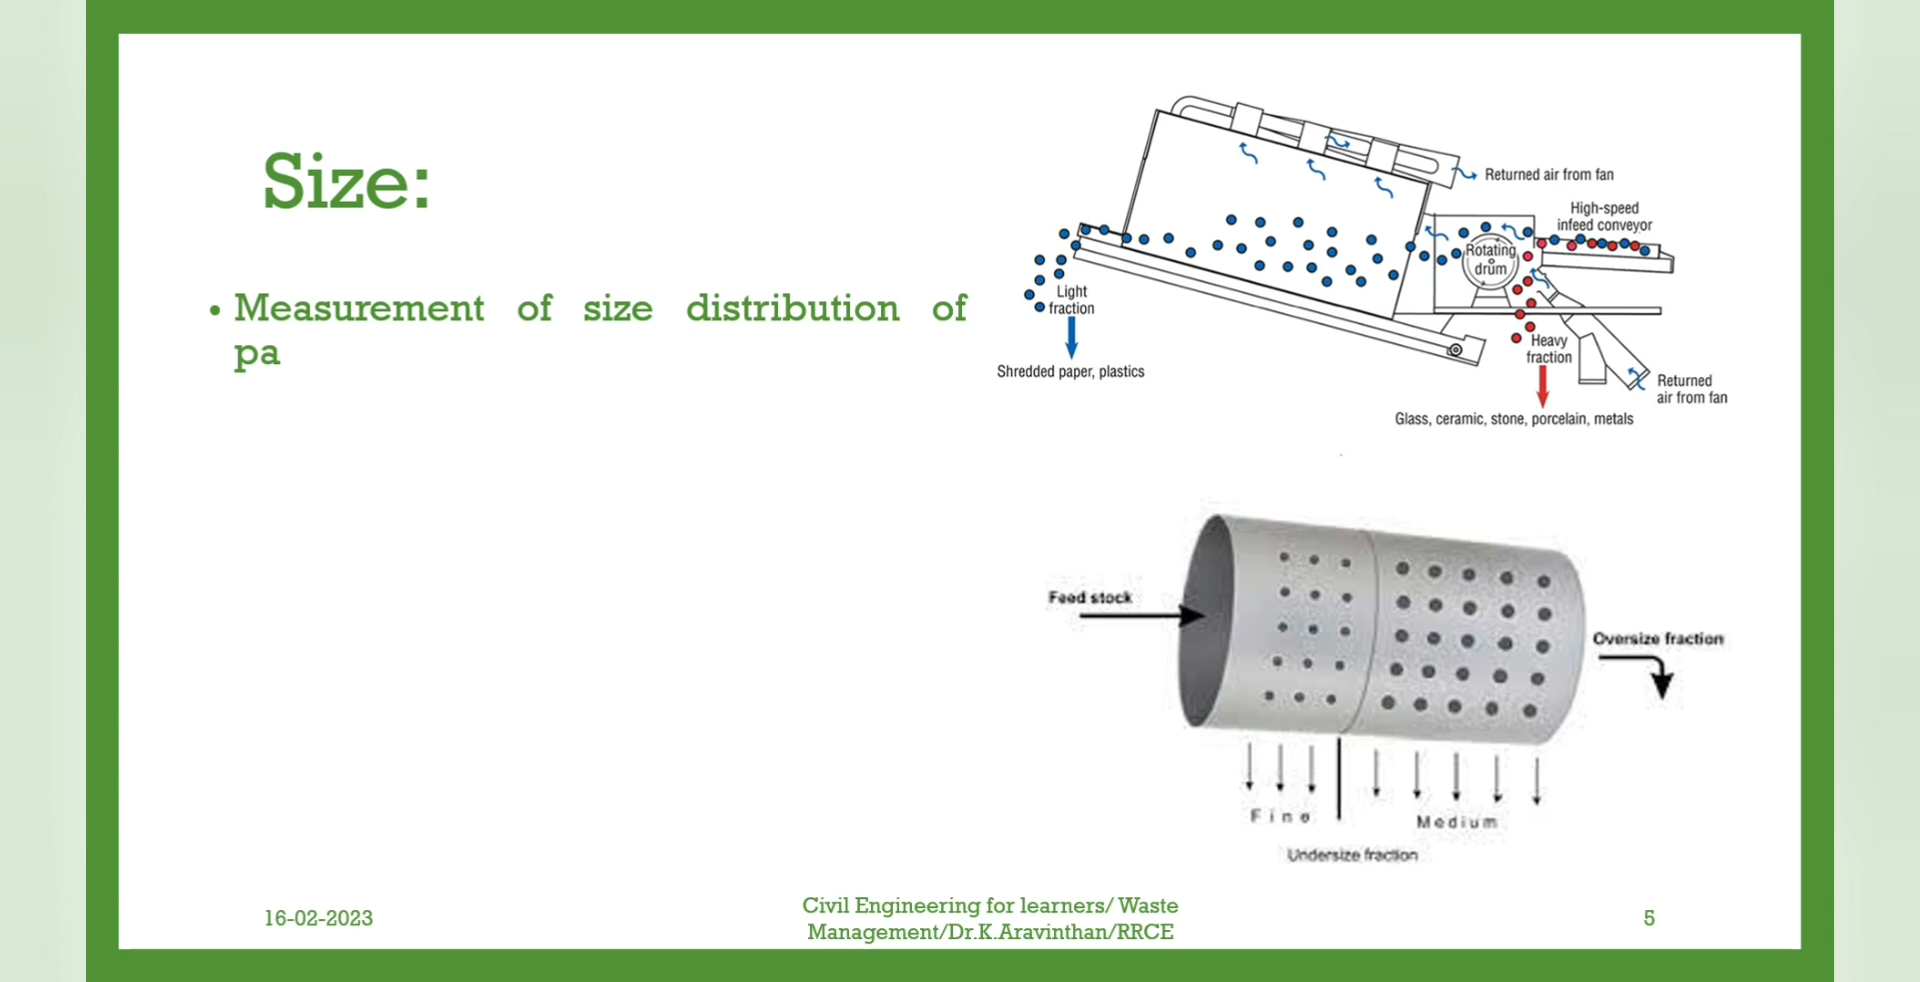 Size:
• Measurement of size distribution of
pa
Returned air from fan
High-speed
infeed conveyor
Rotating
drum
Light
fraction
Shredded paper, plastics
Heavy
fraction
Returned
air from fan
Glass, ceramic, stone, porcelain, metals
Feed stock
Oversize fraction
Fine
Medium
Undersize fraction
16-02-2023
Civil Engineering for learners/ Waste
Management/Dr.K.Aravinthan/RRCE
5